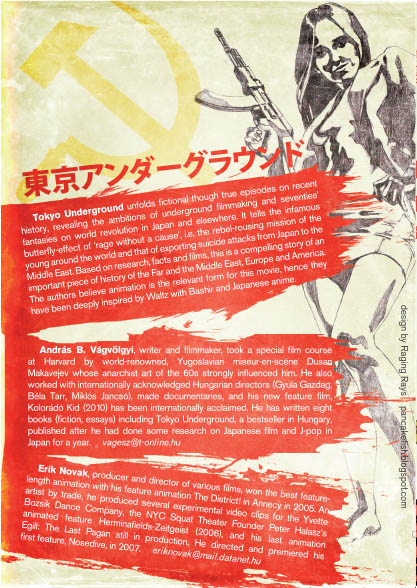 東京アンダーグラウンド
Tokyo Underground unfolds fictional though true episodes on recent
history, revealing the ambitions of underground filmmaking and seventies'
fantasies on world revolution in Japan and elsewhere. It tells the infamous
butterfly-effect of 'rage without a cause', i.e. the rebel-rousing mission of the
young around the world and that of exporting suicide attacks from Japan to the
Middle East. Based on research, facts and films, this is a compelling story of an
important piece of history of the Far and the Middle East, Europe and America.
The authors believe animation is the relevant form for this movie, hence they
have been deeply inspired by Waltz with Bashir and Japanese anime.
András B. Vágvölgyi, writer and filmmaker, took a special film course
at Harvard by world-renowned, Yugoslavian miseur-en-scéne Dusan
Makavejev whose anarchist art of the 60s strongly influenced him. He also
worked with internationally acknowledged Hungarian directors (Gyula Gazdag,
Béla Tarr, Miklós Jancsó), made documentaries, and his new feature film,
Kolorádó Kid (2010) has been internationally acclaimed. He has written eight
books (fiction, essays) including Tokyo Underground, a bestseller in Hungary,
published after he had done some research on Japanese film and J-pop in
Japan for a year. vagesz@t-online.hu
Erik Novak, producer and director of various films, won the best feature-
length animation with his feature animation The District! in Annecy in 2005. An
artist by trade, he produced several experimental video clips for the Yvette
Bozsik Dance Company, the NYC Squat Theater Founder Peter Halasz's
animated feature Herminafields-Zeitgeist (2006), and his last animation
Egill: The Last Pagan still in production. He directed and premiered his
first feature, Nosedive, in 2007. eriknovak@mail.datanet.hu
design by Raging Rays | pancakefish.blogspot.com